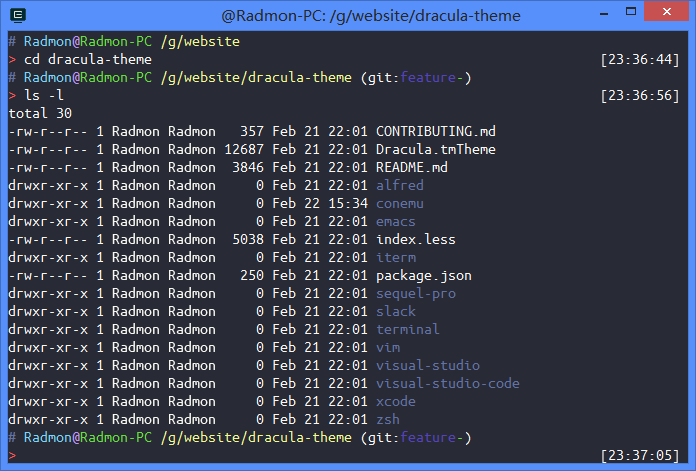 @Radmon-PC: /g/website/dracula-theme
# Radmon@Radmon-PC /g/website
> cd dracula-theme [23:36:44]
# Radmon@Radmon-PC /g/website/dracula-theme (git:feature-)
> ls -l [23:36:56]
total 30
-rw-r--r-- 1 Radmon Radmon   357 Feb 21 22:01 CONTRIBUTING.md
-rw-r--r-- 1 Radmon Radmon 12687 Feb 21 22:01 Dracula.tmTheme
-rw-r--r-- 1 Radmon Radmon  3846 Feb 21 22:01 README.md
drwxr-xr-x 1 Radmon Radmon     0 Feb 21 22:01 alfred
drwxr-xr-x 1 Radmon Radmon     0 Feb 22 15:34 conemu
drwxr-xr-x 1 Radmon Radmon     0 Feb 21 22:01 emacs
-rw-r--r-- 1 Radmon Radmon  5038 Feb 21 22:01 index.less
drwxr-xr-x 1 Radmon Radmon     0 Feb 21 22:01 iterm
-rw-r--r-- 1 Radmon Radmon   250 Feb 21 22:01 package.json
drwxr-xr-x 1 Radmon Radmon     0 Feb 21 22:01 sequel-pro
drwxr-xr-x 1 Radmon Radmon     0 Feb 21 22:01 slack
drwxr-xr-x 1 Radmon Radmon     0 Feb 21 22:01 terminal
drwxr-xr-x 1 Radmon Radmon     0 Feb 21 22:01 vim
drwxr-xr-x 1 Radmon Radmon     0 Feb 21 22:01 visual-studio
drwxr-xr-x 1 Radmon Radmon     0 Feb 21 22:01 visual-studio-code
drwxr-xr-x 1 Radmon Radmon     0 Feb 21 22:01 xcode
drwxr-xr-x 1 Radmon Radmon     0 Feb 21 22:01 zsh
# Radmon@Radmon-PC /g/website/dracula-theme (git:feature-)
> [23:37:05]